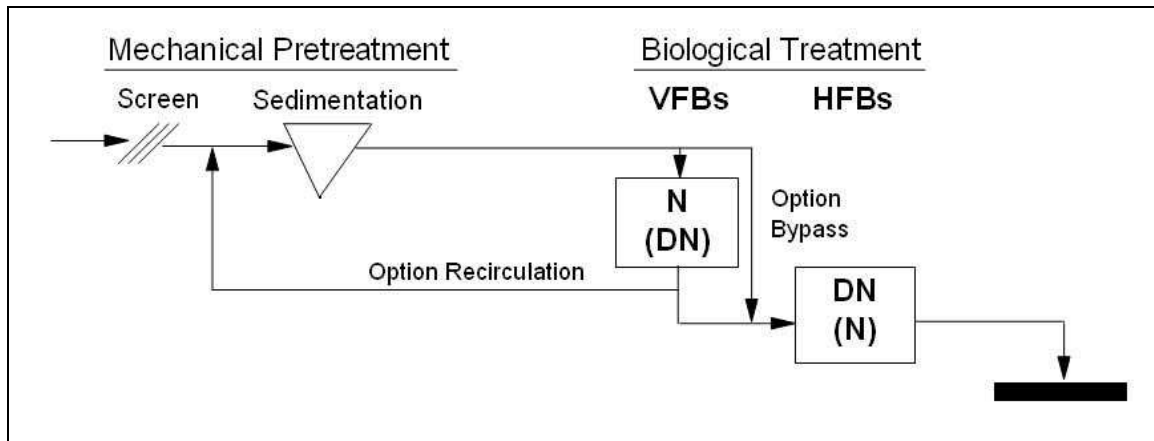 Mechanical Pretreatment
Biological Treatment
Screen
Sedimentation
VFBs
HFBs
N
(DN)
Option
Bypass
Option Recirculation
DN
(N)